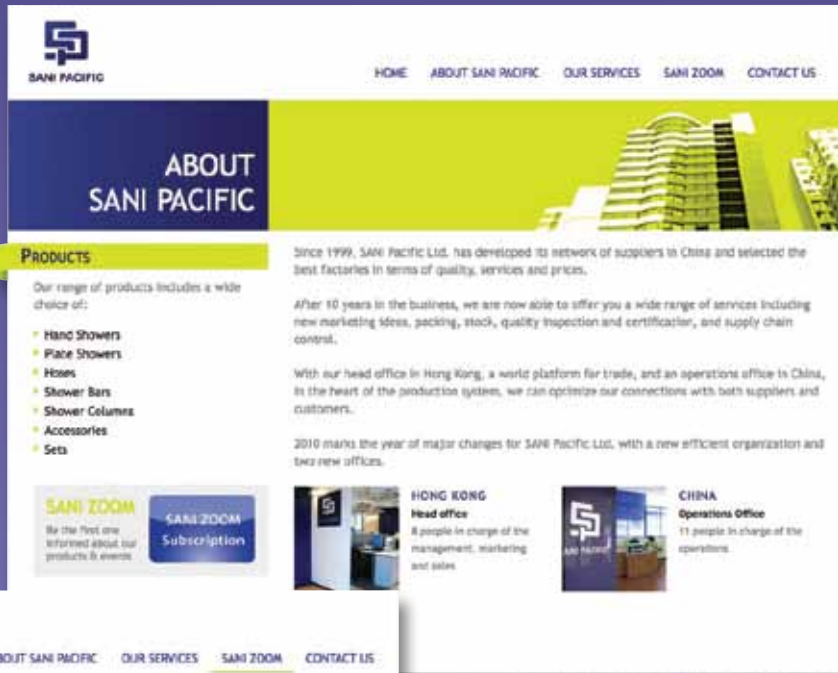 SANI PACIFIC
HOME ABOUT SANI PACIFIC OUR SERVICES SANI ZOOM CONTACT US
ABOUT
SANI PACIFIC
PRODUCTS
Our range of products includes a wide
choice of:
Hand Showers
Plate Showers
Hoses
Shower Bars
Shower Columns
Accessories
Sets
SANI ZOOM
Be the first one
informed about our
products & events
SANI ZOOM
Subscription
Since 1999, SANI Pacific Ltd. has developed its network of suppliers in China and selected the
best factories in terms of quality, services and prices.
After 10 years in the business, we are now able to offer you a wide range of services including
new marketing ideas, packing, stock, quality inspection and certification, and supply chain
control.
With our head office in Hong Kong, a world platform for trade, and an operations office in China,
in the heart of the production system, we can optimize our connections with both suppliers and
customers.
2010 marks the year of major changes for SANI Pacific Ltd. with a new efficient organization and
two new offices.
HONG KONG
Head office
8 people in charge of the
management, marketing
and sales
SANI PACIFIC
CHINA
Operations Office
11 people in charge of the
operations
BOUT SANI PACIFIC OUR SERVICES SANI ZOOM CONTACT US